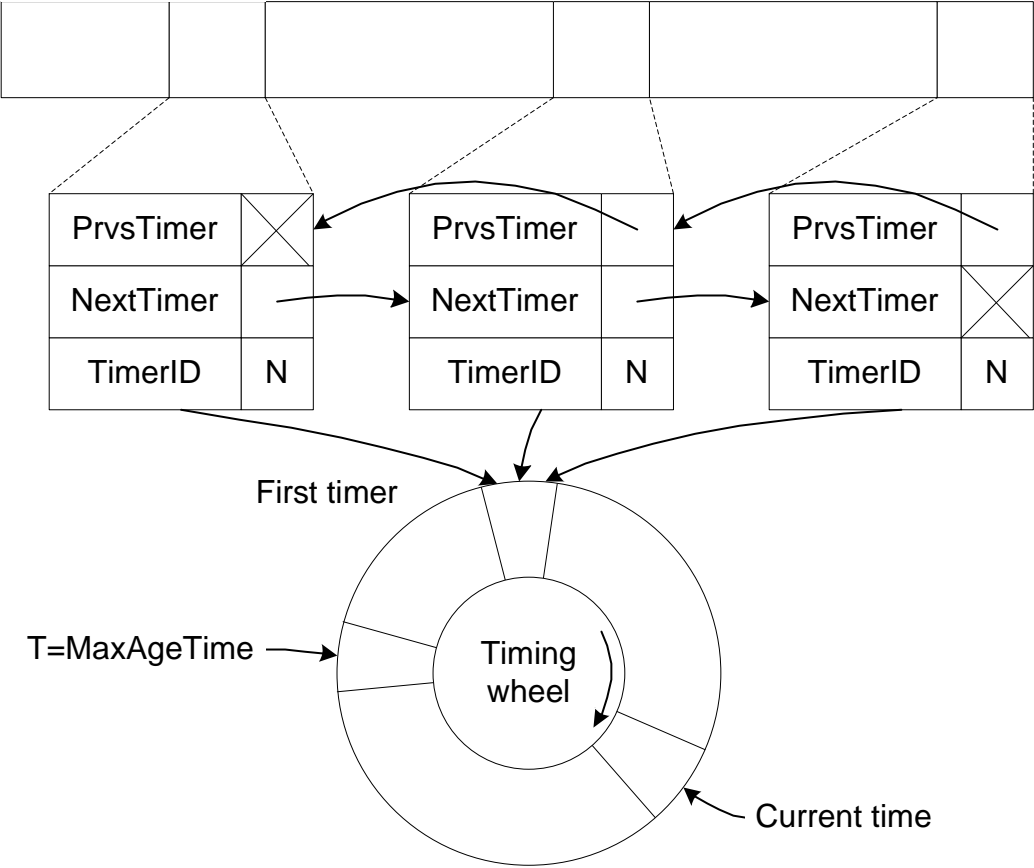 PrvsTimer PrvsTimer PrvsTimer
NextTimer NextTimer NextTimer
TimerID N TimerID N TimerID N
First timer
T=MaxAgeTime
Timing
wheel
Current time